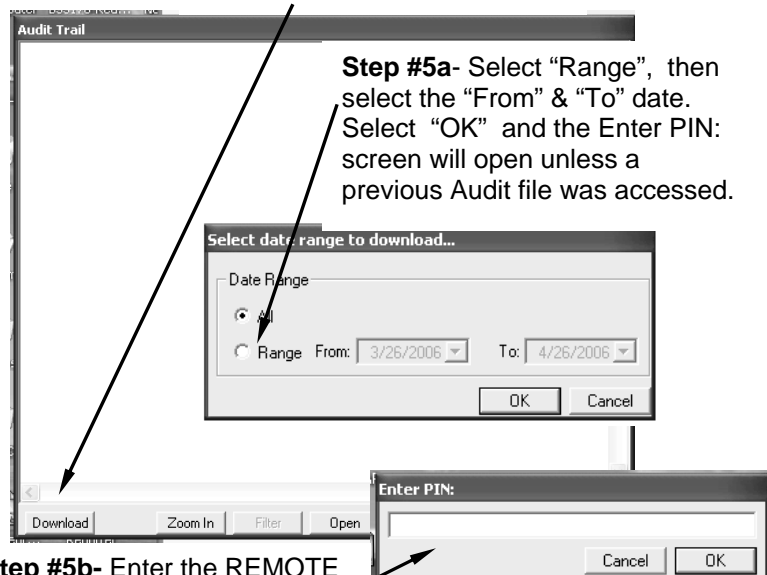 Audit Trail
Step #5a- Select “Range”, then
select the “From” & “To” date.
Select “OK” and the Enter PIN:
screen will open unless a
previous Audit file was accessed.
Select date range to download...
Date Range
All
Range From: 3/26/2006 To: 4/26/2006
OK Cancel
Enter PIN:
Download Zoom In Filter Open
Cancel OK
tep #5b- Enter the REMOTE